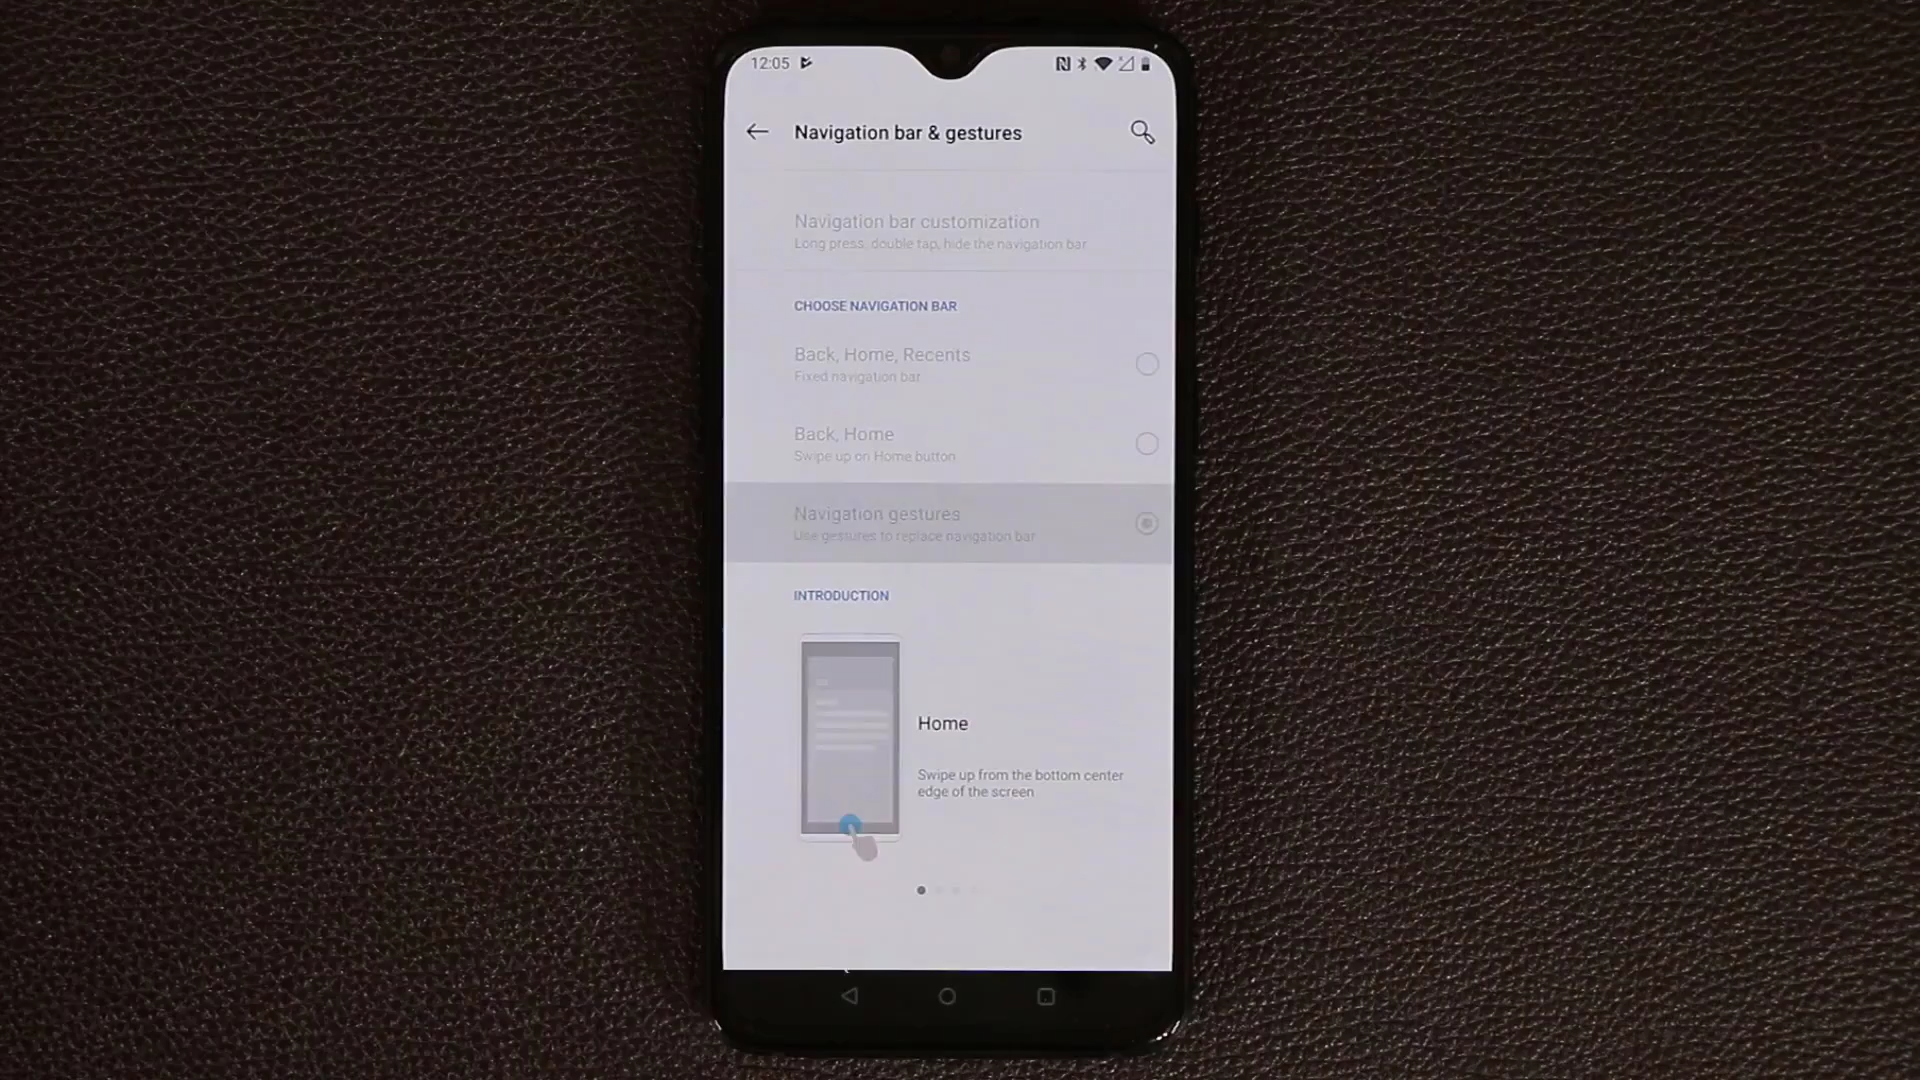 12:05
Navigation bar & gestures
Navigation bar customization
Long press, double tap, hide the navigation bar
CHOOSE NAVIGATION BAR
Back, Home, Recents
Fixed navigation bar
Back, Home
Swipe up on Home button
Navigation gestures
Use gestures to replace navigation bar
INTRODUCTION
Home
Swipe up from the bottom center
edge of the screen